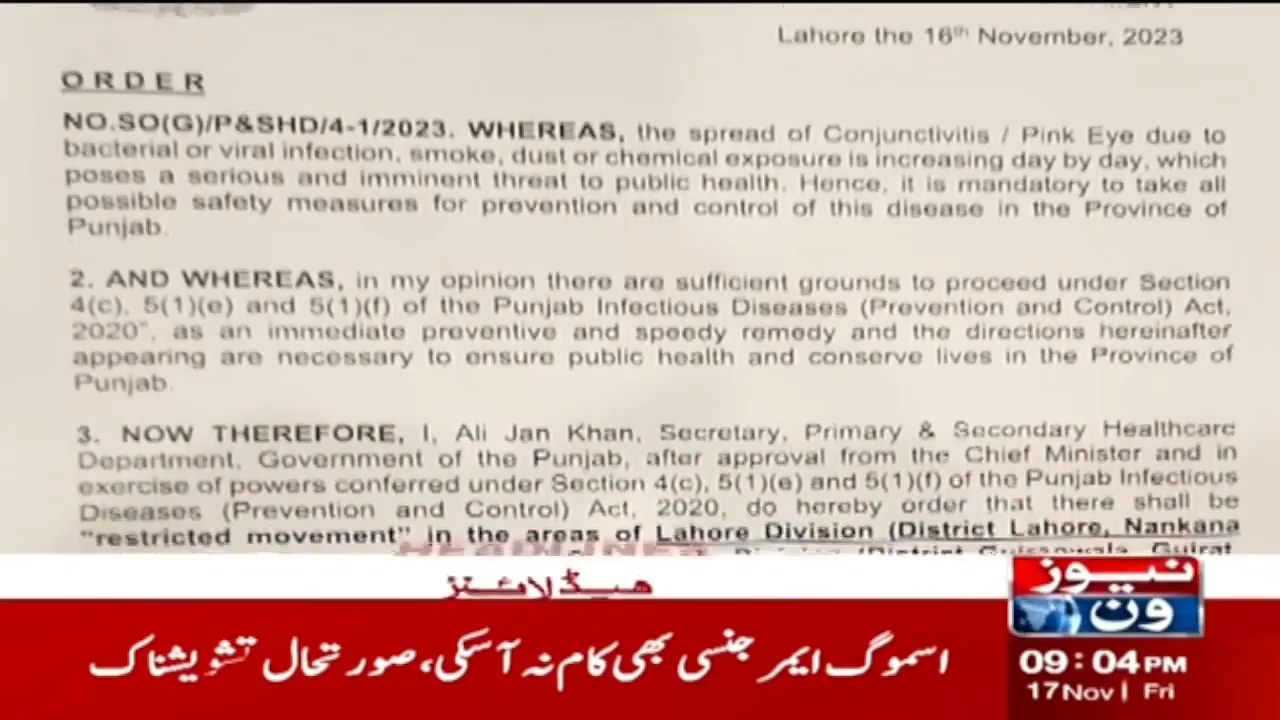 Lahore the 16th November, 2023
ORDER
NO.SO(G)/P&SHD/4-1/2023. WHEREAS, the spread of Conjunctivitis / Pink Eye due to
bacterial or viral infection, smoke, dust or chemical exposure is increasing day by day, which
poses a serious and imminent threat to public health. Hence, it is mandatory to take all
possible safety measures for prevention and control of this disease in the Province of
Punjab.
2. AND WHEREAS, in my opinion there are sufficient grounds to proceed under Section
4(c), 5(1)(e) and 5(1)(f) of the Punjab Infectious Diseases (Prevention and Control) Act,
2020", as an immediate preventive and speedy remedy and the directions hereinafter
appearing are necessary to ensure public health and conserve lives in the Province of
Punjab.
3. NOW THEREFORE, I, Ali Jan Khan, Secretary, Primary & Secondary Healthcare
Department, Government of the Punjab, after approval from the Chief Minister and in
exercise of powers conferred under Section 4(c), 5(1)(e) and 5(1)(f) of the Punjab Infectious
Diseases (Prevention and Control) Act, 2020, do hereby order that there shall be
"restricted movement" in the areas of Lahore Division (District Lahore, Nankana
ہیڈلائنز
نیوز
ون
اسموگ ایمرجنسی بھی کام نہ آسکی، صورتحال تشویشناک
09:04PM
17Nov| Fri